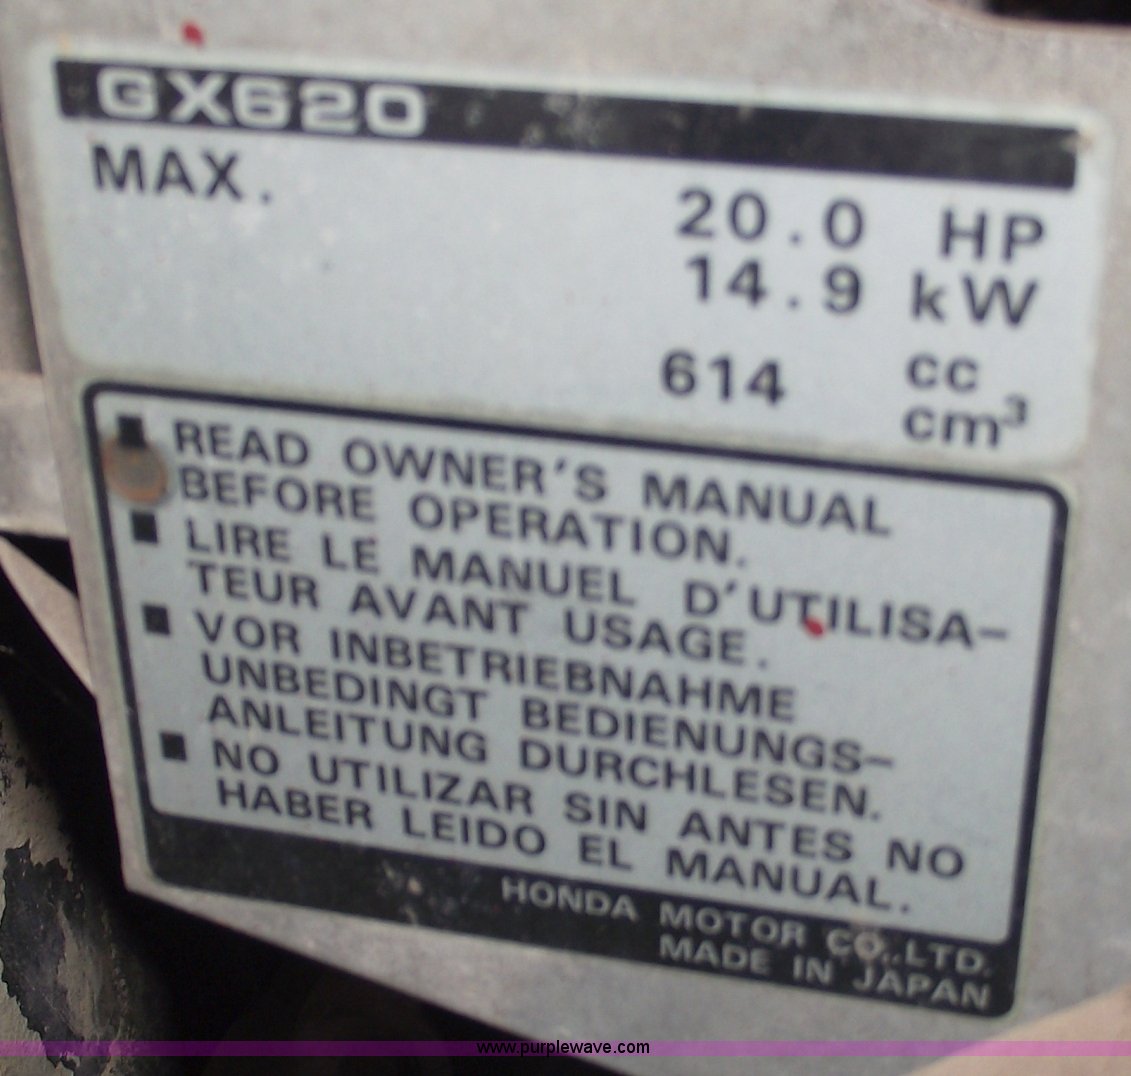 GX620
MAX.
20.0 HP
14.9 kW
614 cc
cm³
■ READ OWNER'S MANUAL
BEFORE OPERATION.
■ LIRE LE MANUEL D'UTILISA-
TEUR AVANT USAGE.
■ VOR INBETRIEBNAHME
UNBEDINGT BEDIENUNGS-
ANLEITUNG DURCHLESEN.
■ NO UTILIZAR SIN ANTES NO
HABER LEIDO EL MANUAL.
HONDA MOTOR CO.,LTD.
MADE IN JAPAN
www.purplewave.com